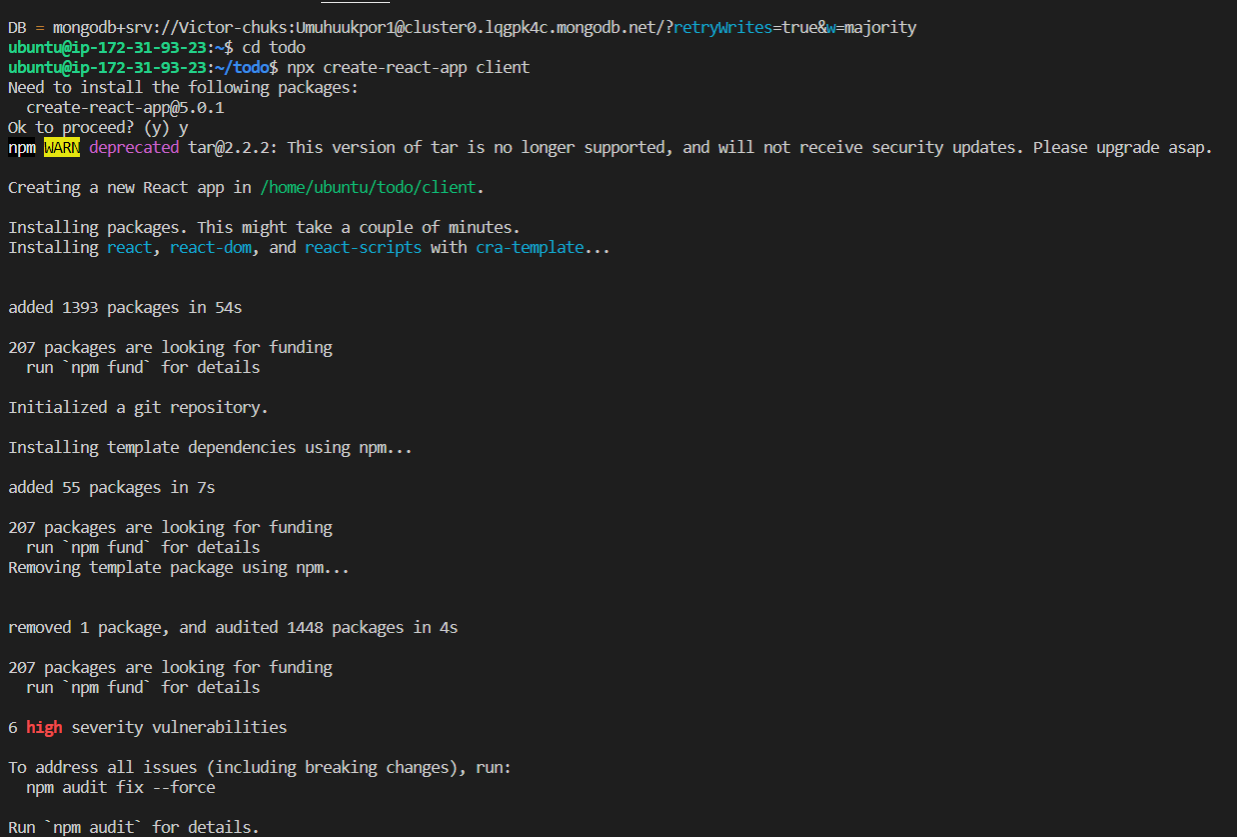 DB = mongodb+srv://Victor-chuks:Umuhuukpor1@cluster0.lqgpk4c.mongodb.net/?retryWrites=true&w=majority
ubuntu@ip-172-31-93-23:~$ cd todo
ubuntu@ip-172-31-93-23:~/todo$ npx create-react-app client
Need to install the following packages:
  create-react-app@5.0.1
Ok to proceed? (y) y
npm WARN deprecated tar@2.2.2: This version of tar is no longer supported, and will not receive security updates. Please upgrade asap.
Creating a new React app in /home/ubuntu/todo/client.
Installing packages. This might take a couple of minutes.
Installing react, react-dom, and react-scripts with cra-template...
added 1393 packages in 54s
207 packages are looking for funding
  run `npm fund` for details
Initialized a git repository.
Installing template dependencies using npm...
added 55 packages in 7s
207 packages are looking for funding
  run `npm fund` for details
Removing template package using npm...
removed 1 package, and audited 1448 packages in 4s
207 packages are looking for funding
  run `npm fund` for details
6 high severity vulnerabilities
To address all issues (including breaking changes), run:
  npm audit fix --force
Run `npm audit` for details.